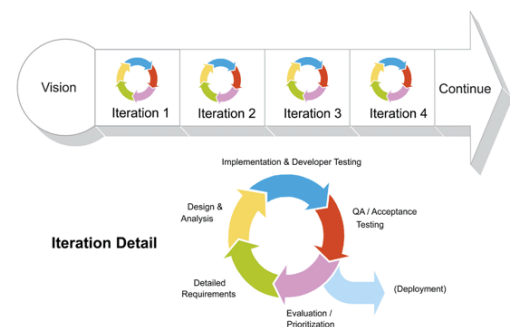 Vision
Iteration 1
Iteration 2
Iteration 3
Iteration 4
Continue
Implementation & Developer Testing
Design &
Analysis
QA / Acceptance
Testing
Iteration Detail
Detailed
Requirements
(Deployment)
Evaluation /
Prioritization